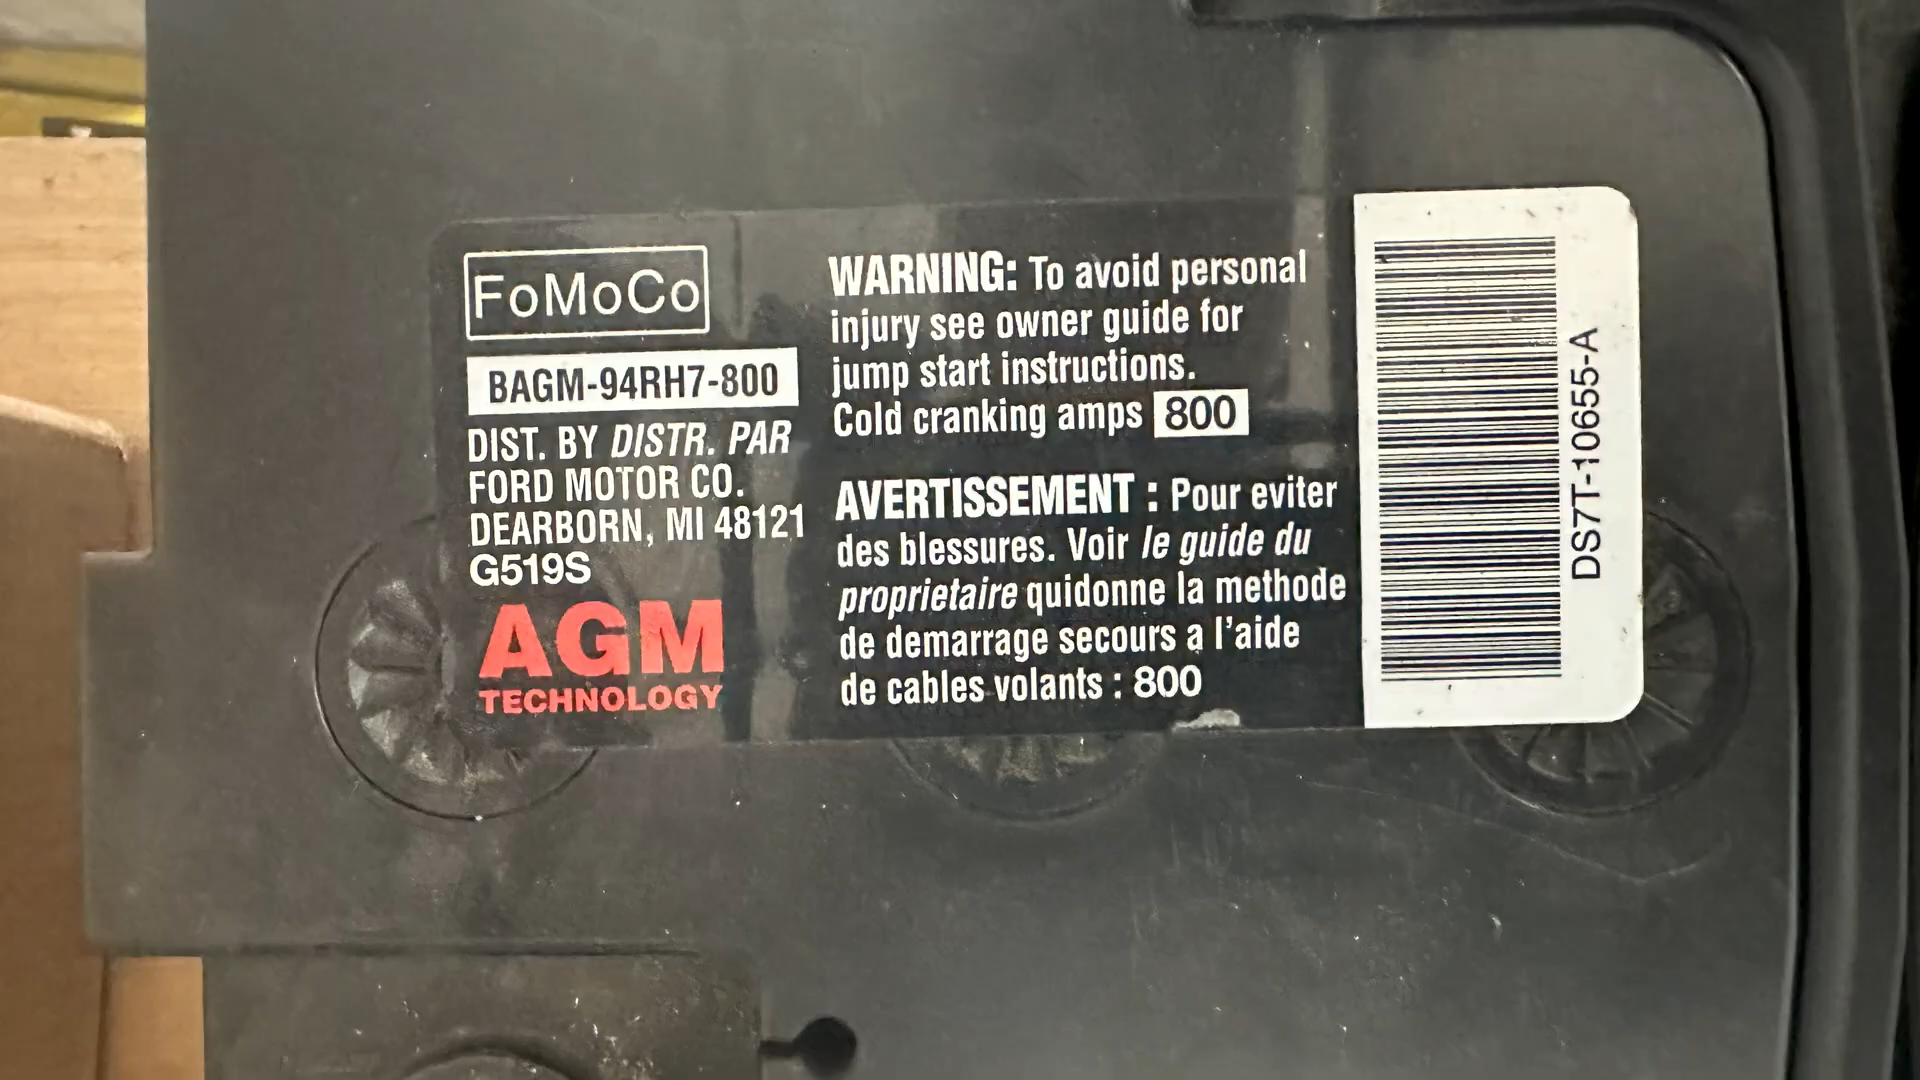 FoMoCo
BAGM-94RH7-800
DIST. BY DISTR. PAR
FORD MOTOR CO.
DEARBORN, MI 48121
G519S
AGM
TECHNOLOGY
WARNING: To avoid personal
injury see owner guide for
jump start instructions.
Cold cranking amps 800
AVERTISSEMENT : Pour eviter
des blessures. Voir le guide du
proprietaire quidonne la methode
de demarrage secours a l'aide
de cables volants : 800
DS7T-10655-A